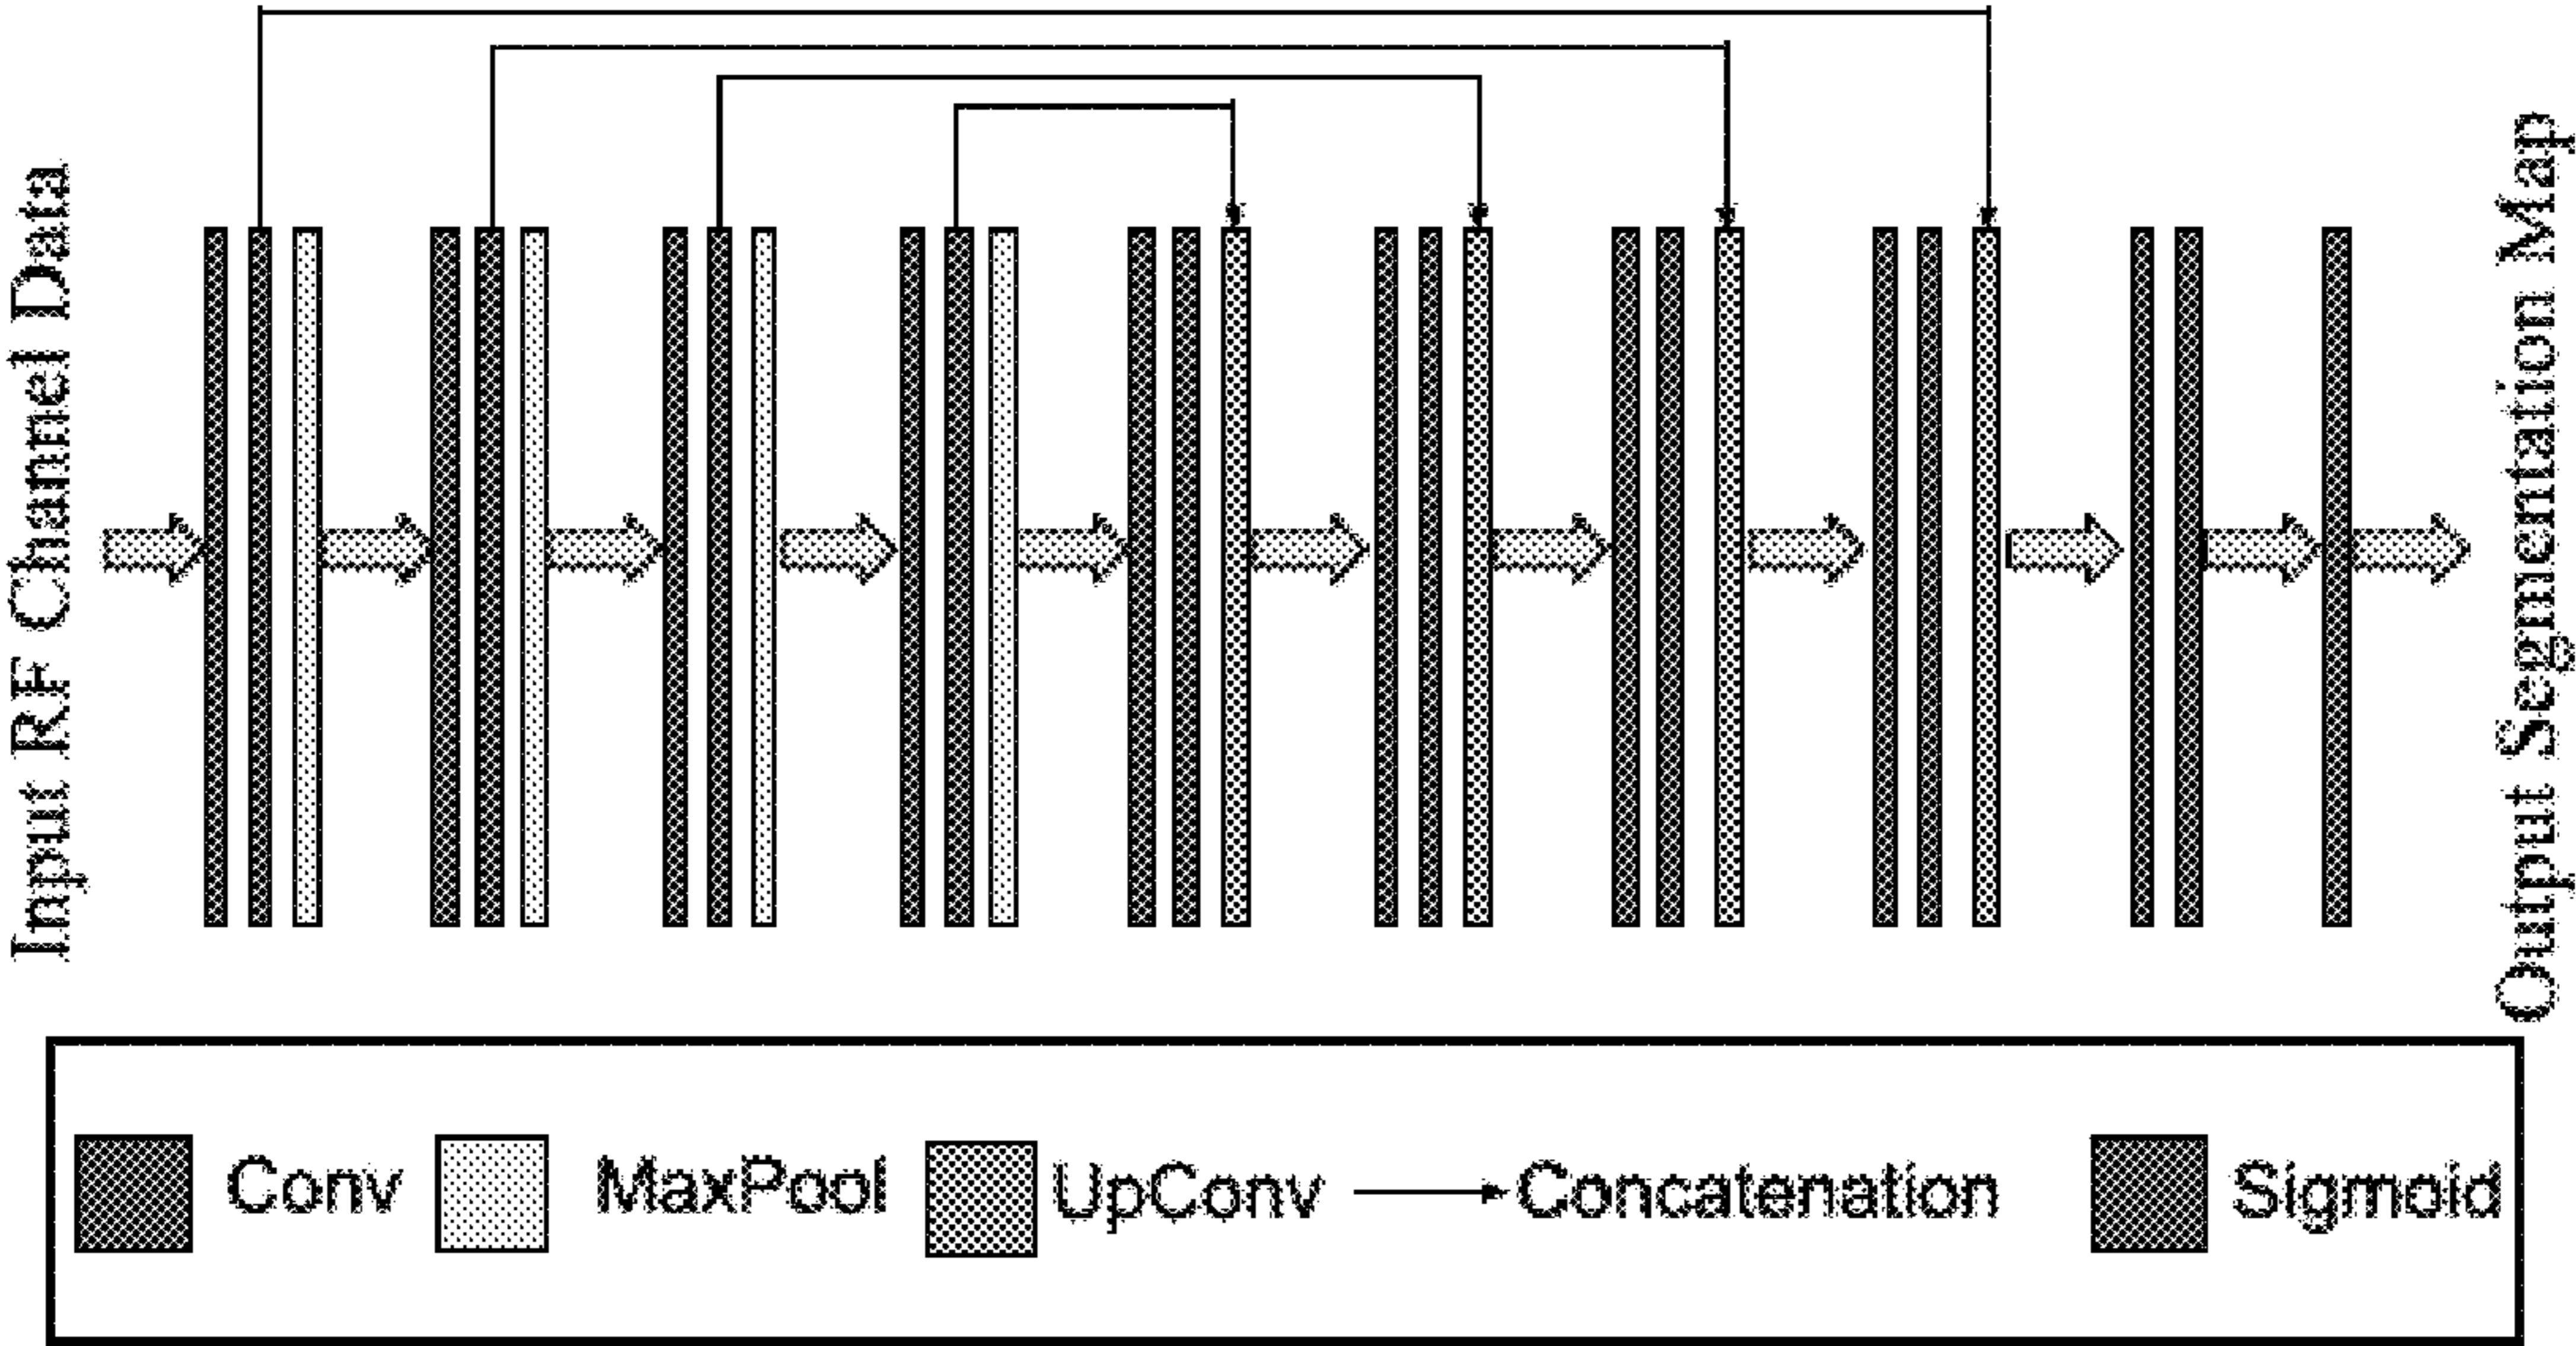 Input RF Channel Data
Output Segmentation Map
Conv
MaxPool
UpConv
Concatenation
Sigmoid